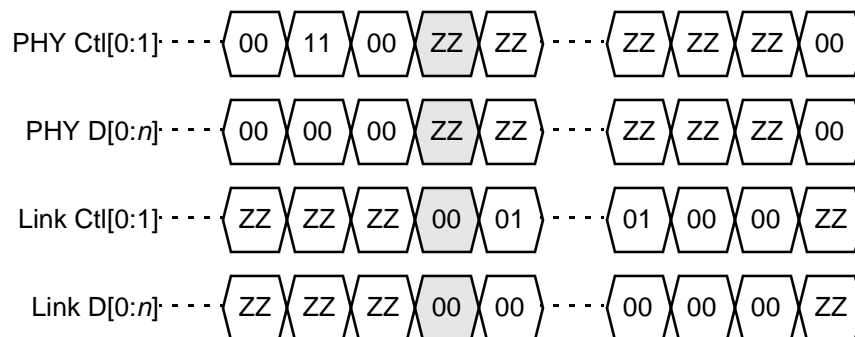 PHY Ctl[0:1] 00 11 00 ZZ ZZ ZZ ZZ ZZ 00
PHY D[0:n] 00 00 00 ZZ ZZ ZZ ZZ ZZ 00
Link Ctl[0:1] ZZ ZZ ZZ 00 01 01 00 00 ZZ
Link D[0:n] ZZ ZZ ZZ 00 00 00 00 00 ZZ